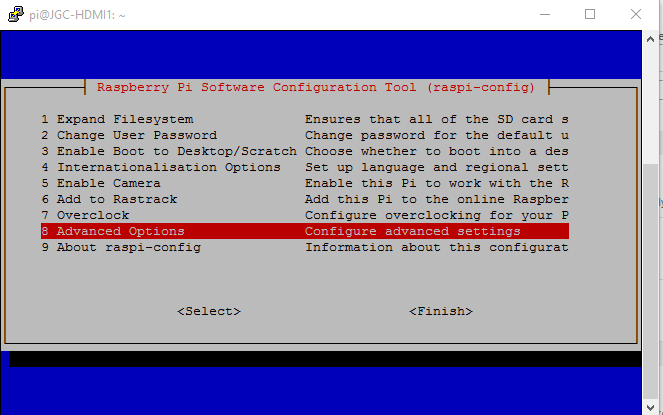 pi@JGC-HDMI1: ~
Raspberry Pi Software Configuration Tool (raspi-config)
1 Expand Filesystem Ensures that all of the SD card s
2 Change User Password Change password for the default u
3 Enable Boot to Desktop/Scratch Choose whether to boot into a des
4 Internationalisation Options Set up language and regional sett
5 Enable Camera Enable this Pi to work with the R
6 Add to Rastrack Add this Pi to the online Raspber
7 Overclock Configure overclocking for your P
8 Advanced Options Configure advanced settings
9 About raspi-config Information about this configurat
<Select> <Finish>